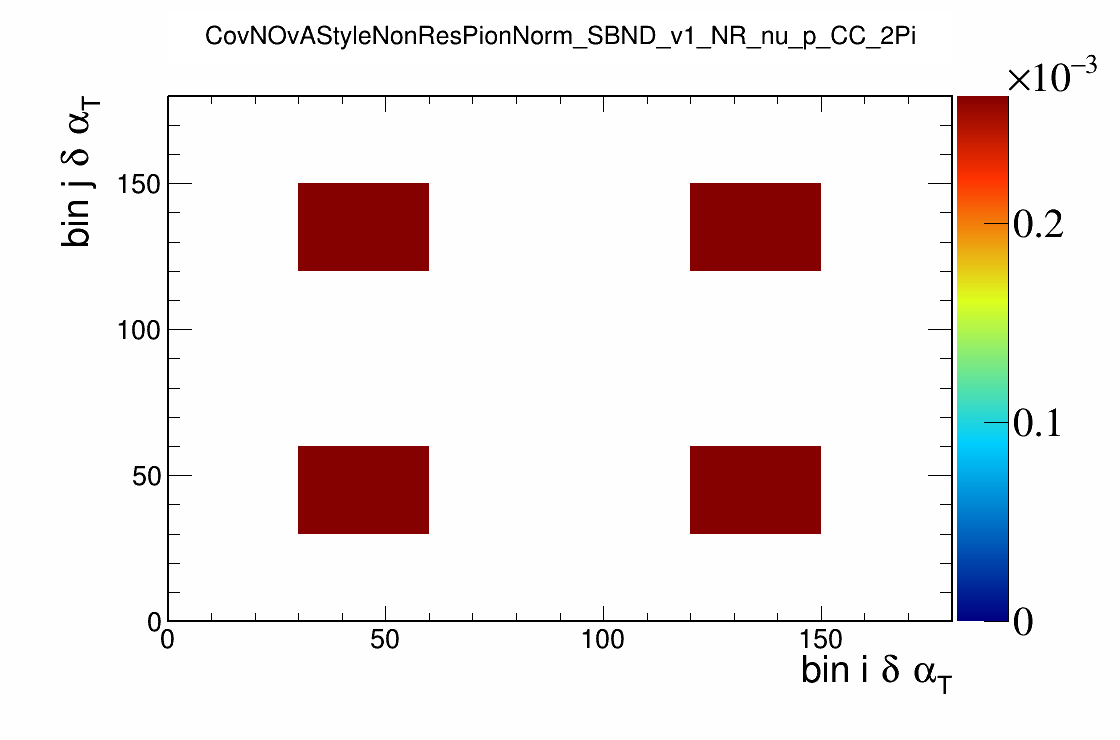 CovNOvAStyleNonResPionNorm_SBND_v1_NR_nu_p_CC_2Pi
×10⁻³
bin j δ α_T
150
100
50
0
0.2
0.1
0
0 50 100 150
bin i δ α_T